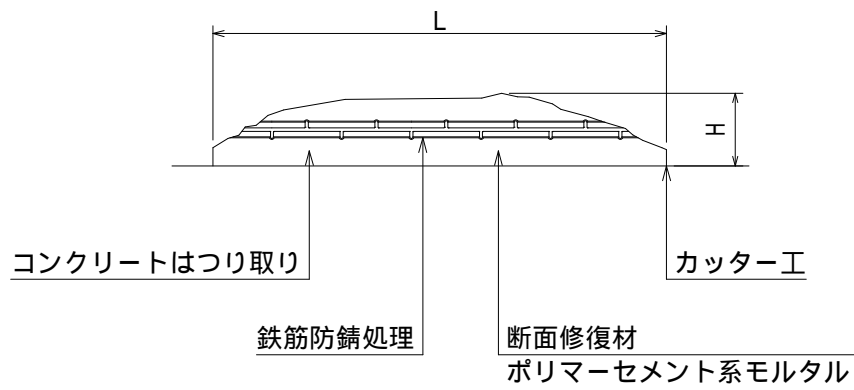 L
H
コンクリートはつり取り
カッター工
鉄筋防錆処理
断面修復材
ポリマーセメント系モルタル